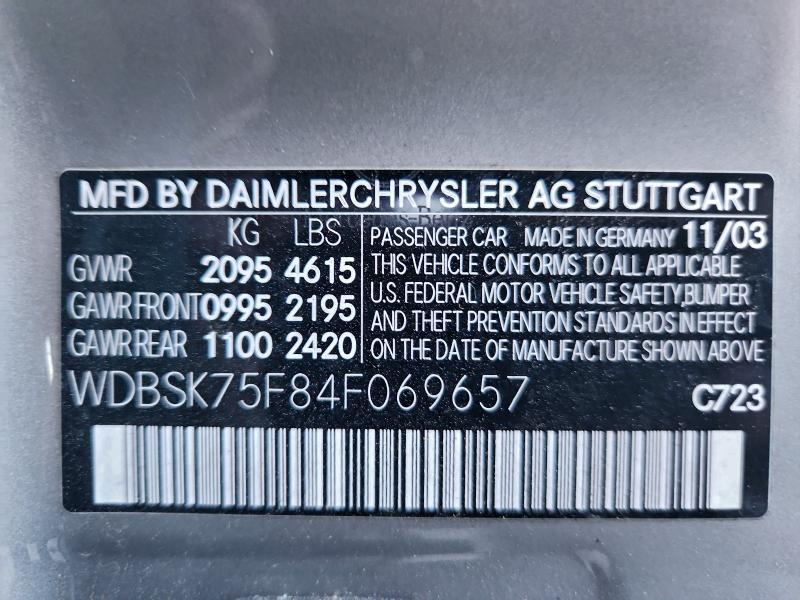 MFD BY DAIMLERCHRYSLER AG STUTTGART
KG LBS
GVWR 2095 4615
GAWR FRONT 0995 2195
GAWR REAR 1100 2420
PASSENGER CAR MADE IN GERMANY 11/03
THIS VEHICLE CONFORMS TO ALL APPLICABLE
U.S. FEDERAL MOTOR VEHICLE SAFETY, BUMPER
AND THEFT PREVENTION STANDARDS IN EFFECT
ON THE DATE OF MANUFACTURE SHOWN ABOVE
WDBSK75F84F069657 C723